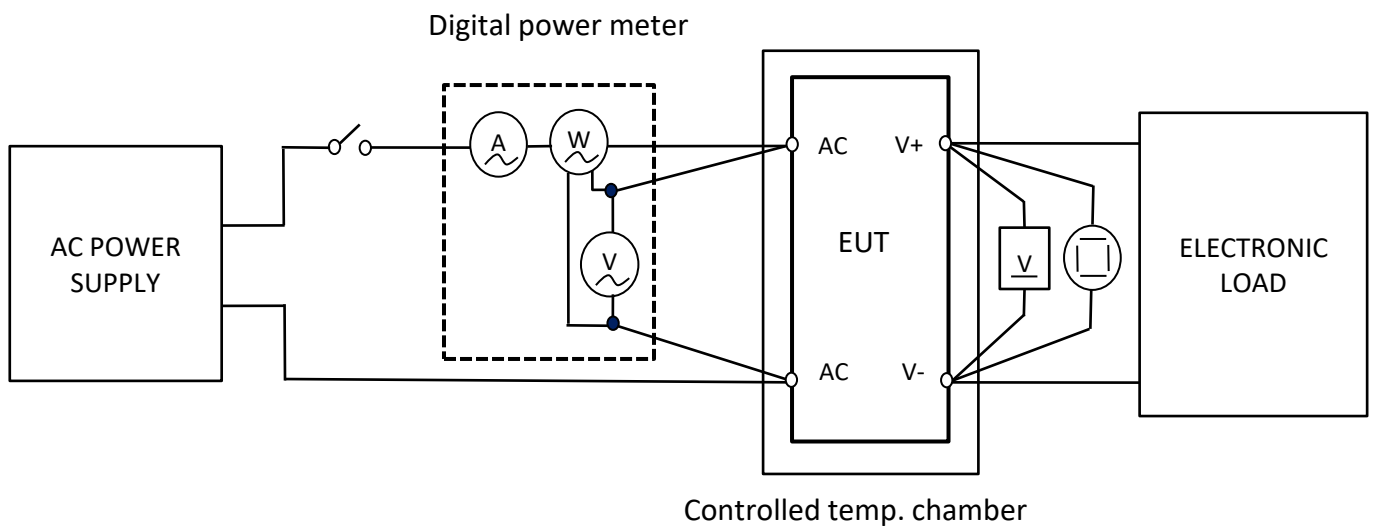 Digital power meter
A
W
AC
V+
AC POWER
SUPPLY
V
EUT
V
ELECTRONIC
LOAD
AC
V-
Controlled temp. chamber